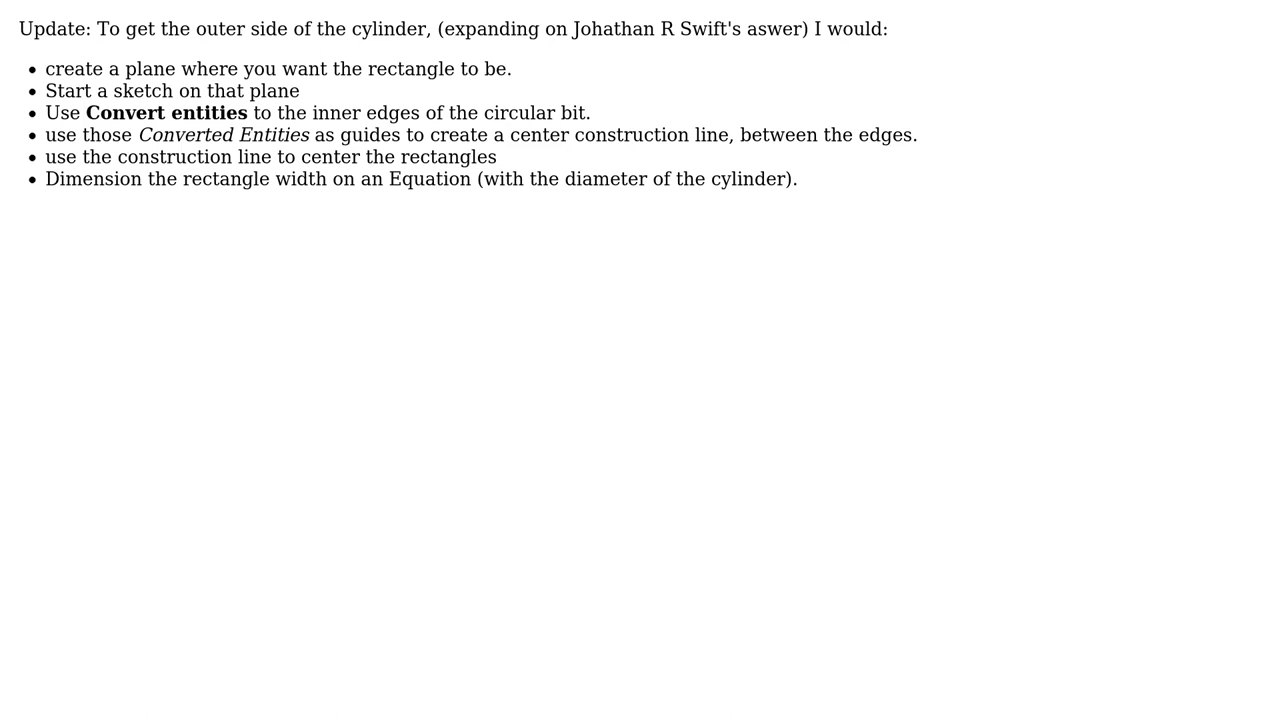 Update: To get the outer side of the cylinder, (expanding on Johathan R Swift's aswer) I would:
• create a plane where you want the rectangle to be.
• Start a sketch on that plane
• Use Convert entities to the inner edges of the circular bit.
• use those Converted Entities as guides to create a center construction line, between the edges.
• use the construction line to center the rectangles
• Dimension the rectangle width on an Equation (with the diameter of the cylinder).